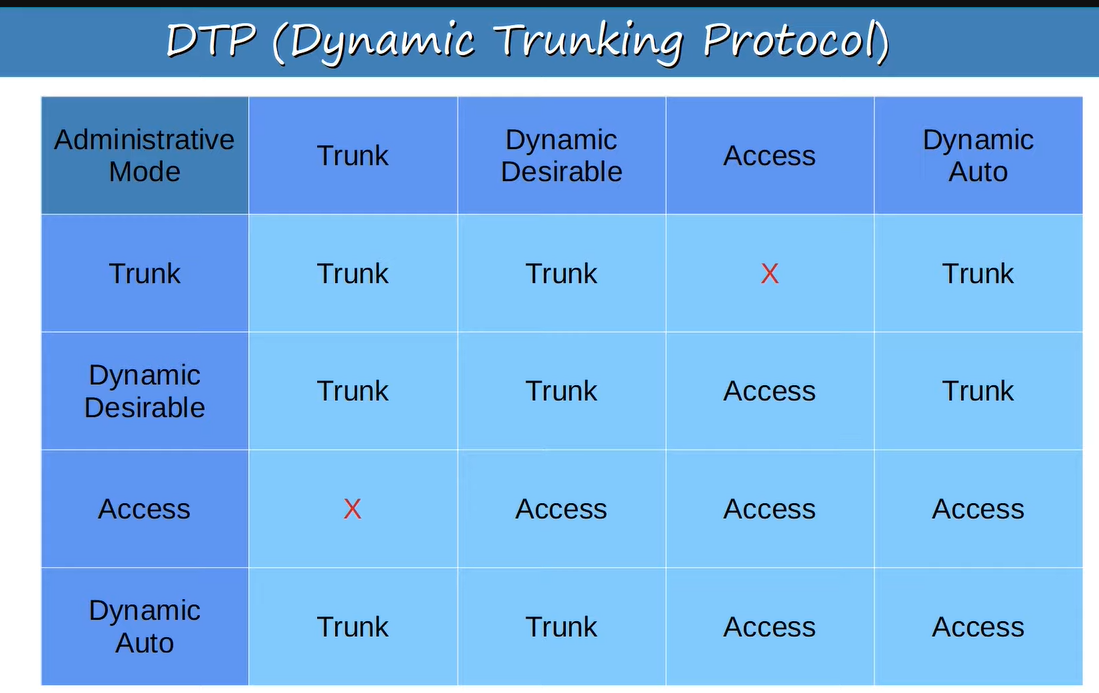 DTP (Dynamic Trunking Protocol)
Administrative
Mode
Trunk
Dynamic
Desirable
Access
Dynamic
Auto
Trunk
Trunk
Trunk
X
Trunk
Dynamic
Desirable
Trunk
Trunk
Access
Trunk
Access
X
Access
Access
Access
Dynamic
Auto
Trunk
Trunk
Access
Access